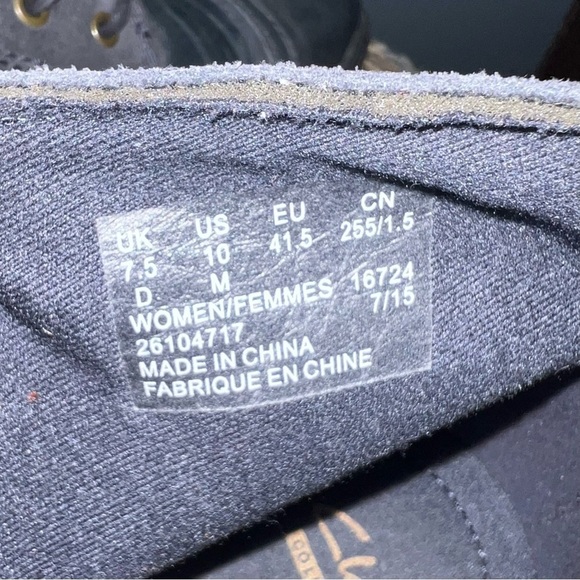 UK US EU CN
7.5 10 41.5 255/1.5
D M
WOMEN/FEMMES 16724
26104717 7/15
MADE IN CHINA
FABRIQUE EN CHINE